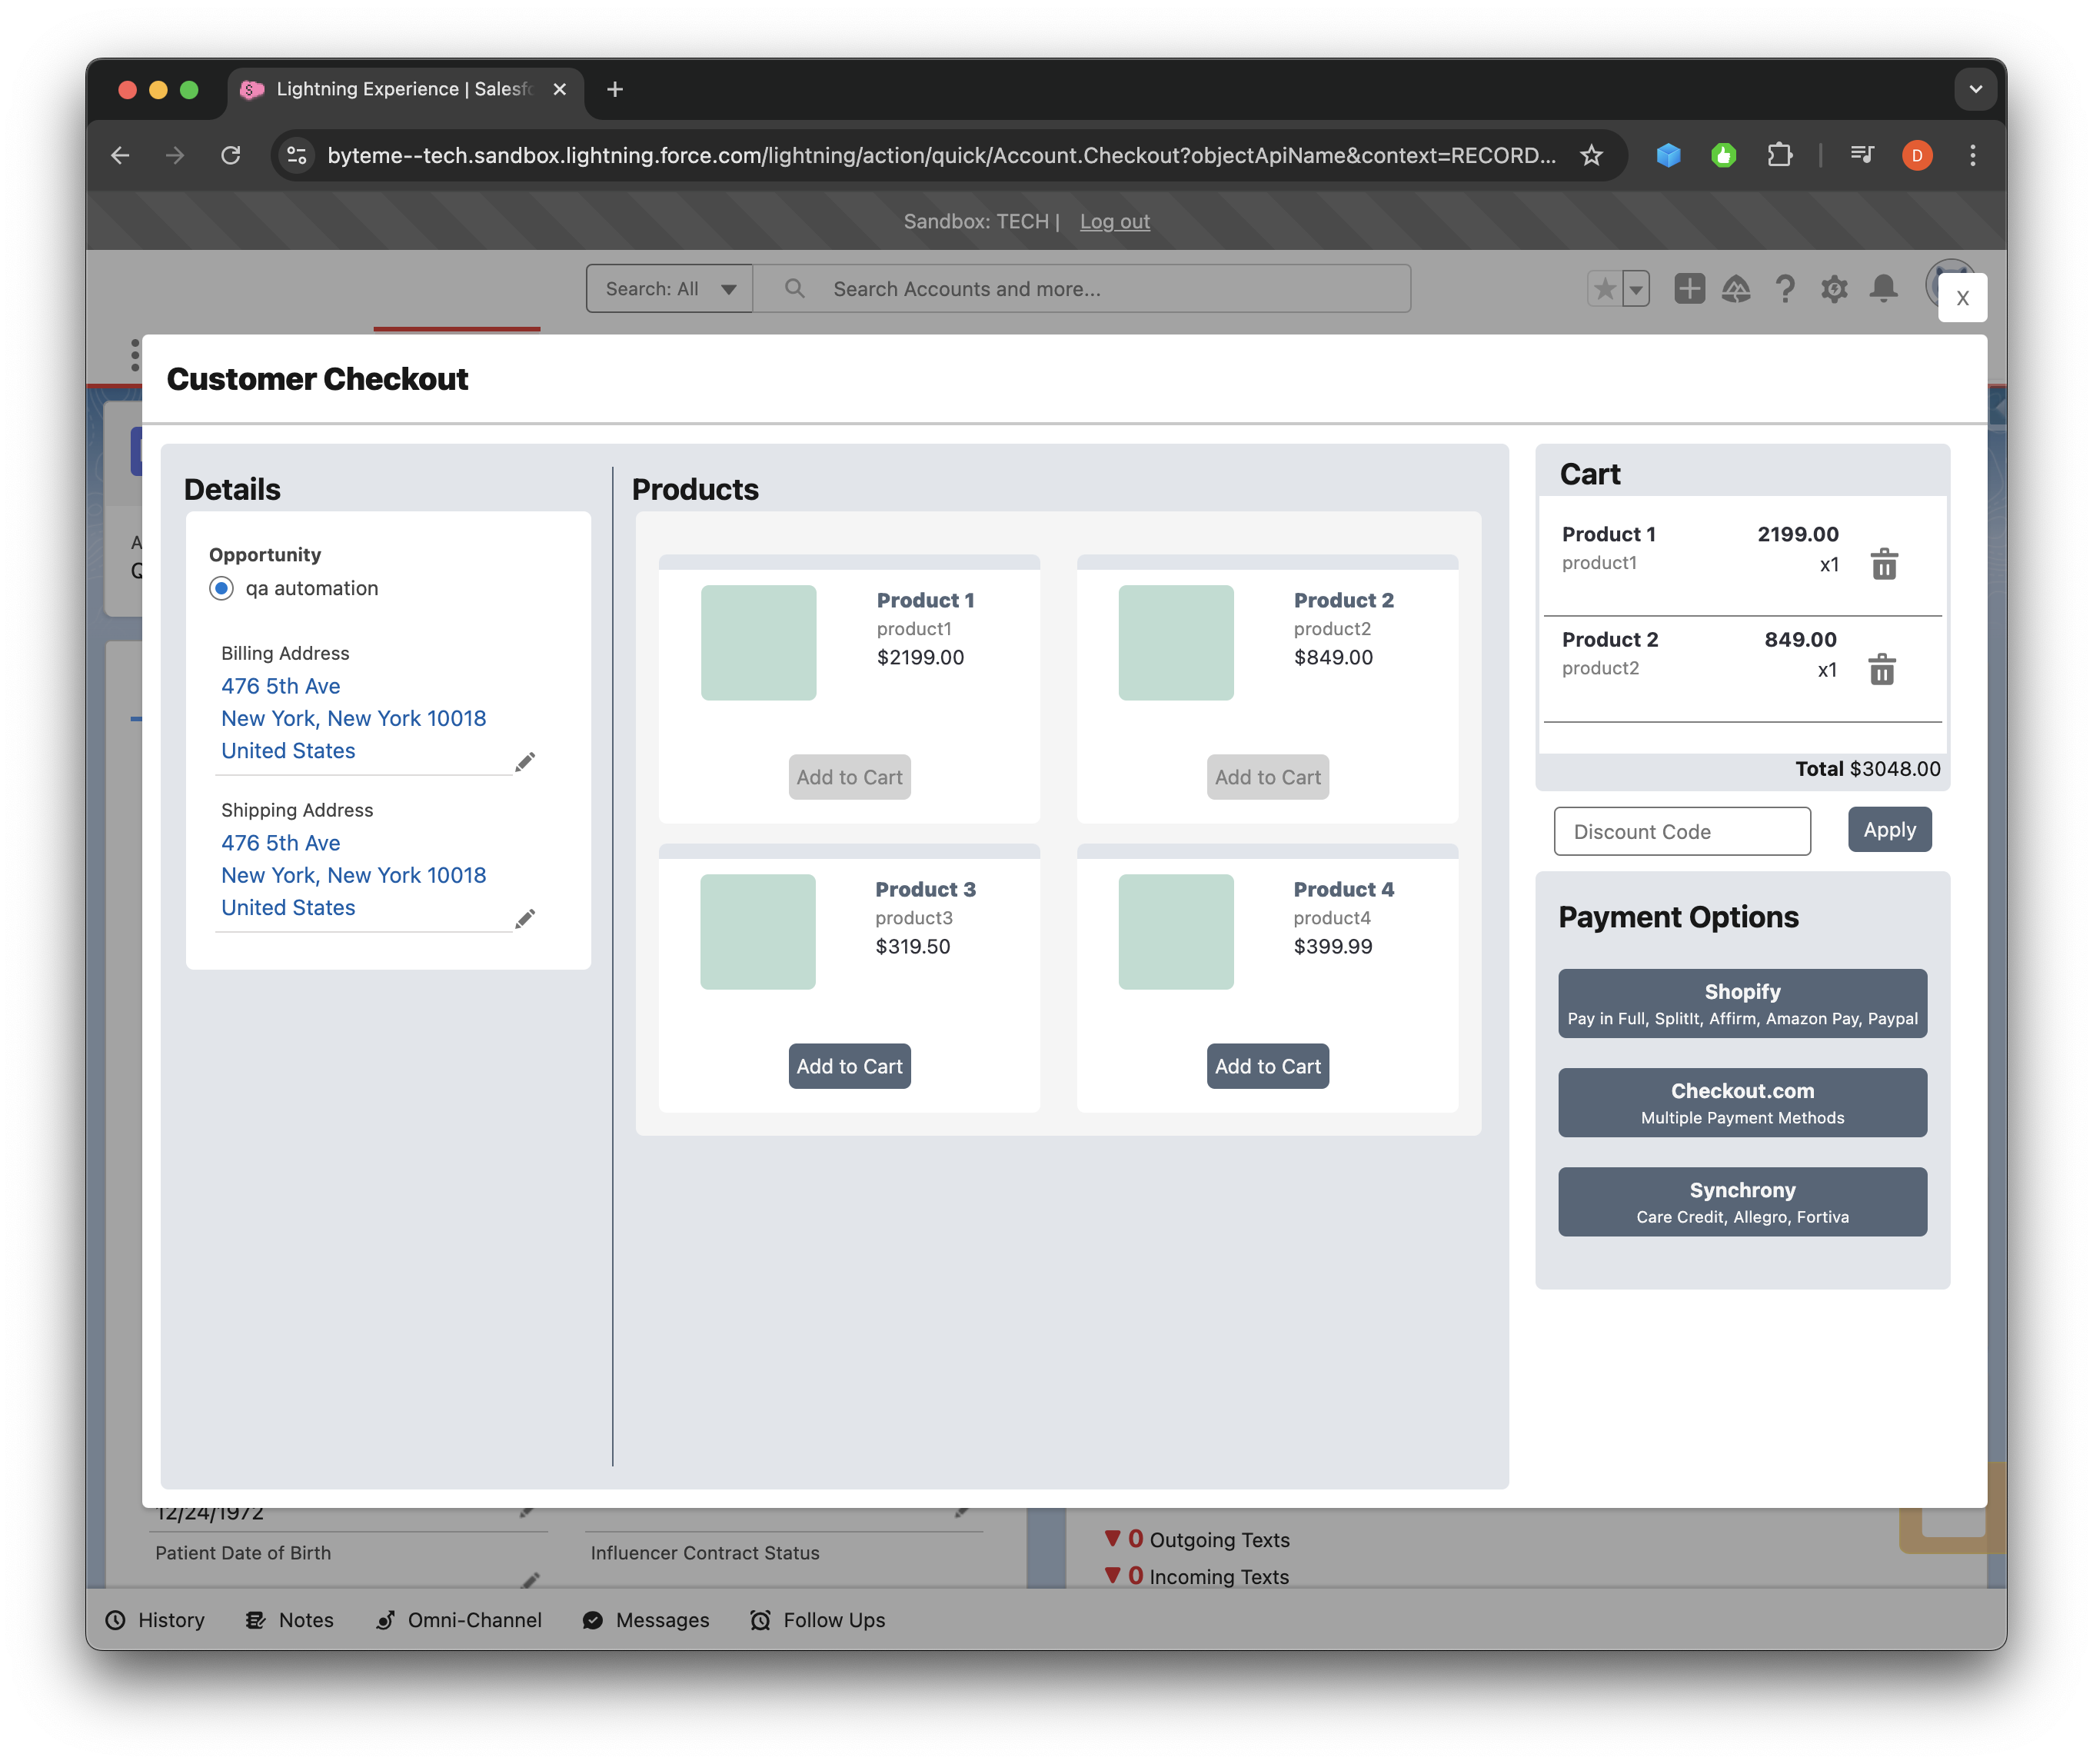 Lightning Experience | Salesfo
byteme--tech.sandbox.lightning.force.com/lightning/action/quick/Account.Checkout?objectApiName&context=RECORD...
D
Sandbox: TECH | Log out
Search: All
Search Accounts and more...
X
Customer Checkout
Details
Opportunity
qa automation
Billing Address
476 5th Ave
New York, New York 10018
United States
Shipping Address
476 5th Ave
New York, New York 10018
United States
Products
Product 1
product1
$2199.00
Add to Cart
Product 2
product2
$849.00
Add to Cart
Product 3
product3
$319.50
Add to Cart
Product 4
product4
$399.99
Add to Cart
Cart
Product 1 2199.00
product1 x1
Product 2 849.00
product2 x1
Total $3048.00
Discount Code
Apply
Payment Options
Shopify
Pay in Full, SplitIt, Affirm, Amazon Pay, Paypal
Checkout.com
Multiple Payment Methods
Synchrony
Care Credit, Allegro, Fortiva
12/24/1972
Patient Date of Birth
Influencer Contract Status
0 Outgoing Texts
0 Incoming Texts
History
Notes
Omni-Channel
Messages
Follow Ups